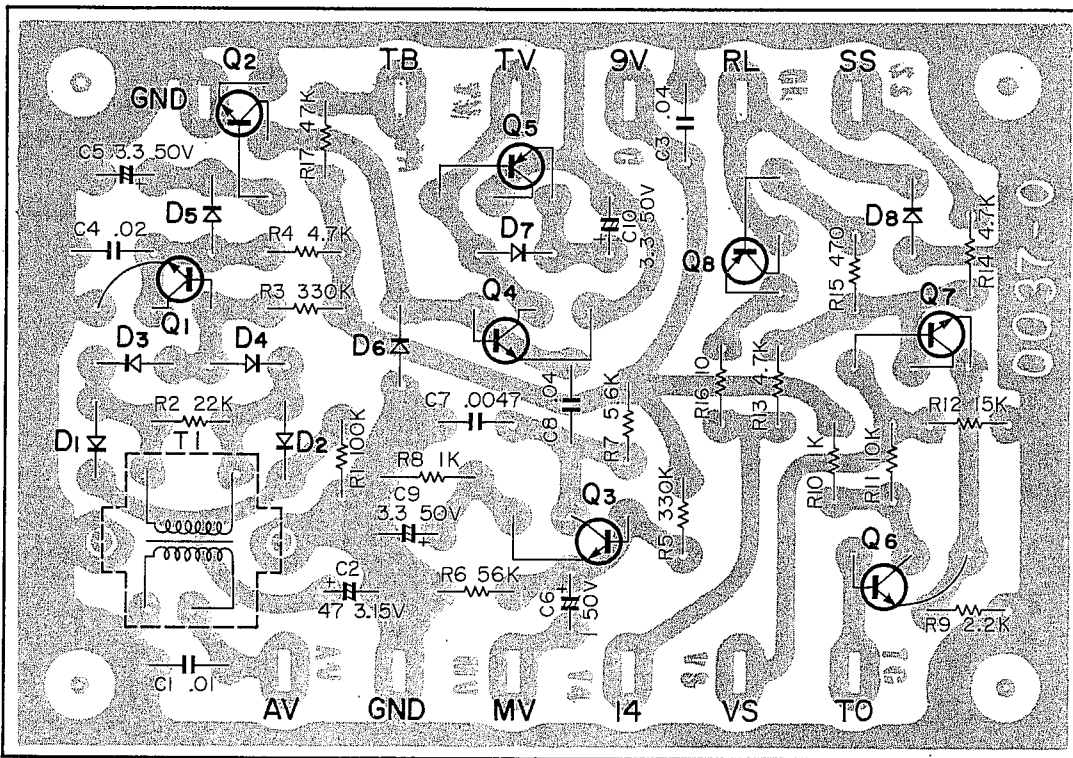 Q2
TB
TV
9V
RL
SS
GND
SS
C5 3.3 50V
R17 47K
Q5
C3 .04
D5
C4 .02
R4 4.7K
D7
C10 3.3 50V
Q8
D8
R15 470
R14 4.7K
0037-0
Q1
R3 330K
Q4
Q7
D3
D4
D6
R16 10
R13 4.7K
R2 22K
C7 .0047
C8 .04
R7 5.6K
R12 15K
D1
T1
D2
R1 100K
R8 1K
R10 1K
R11 10K
C9
3.3 50V
Q3
R5 330K
C2
47 3.15V
R6 56K
C6
1 50V
Q6
R9 2.2K
C1 .01
AV
GND
MV
14
VS
TO